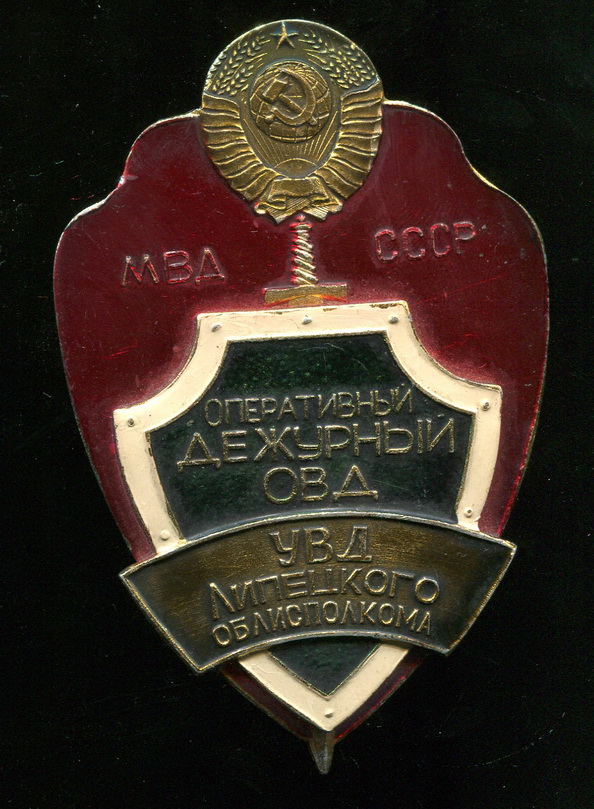 МВД СССР
ОПЕРАТИВНЫЙ
ДЕЖУРНЫЙ
ОВД
УВД
ЛИПЕЦКОГО
ОБЛИСПОЛКОМА